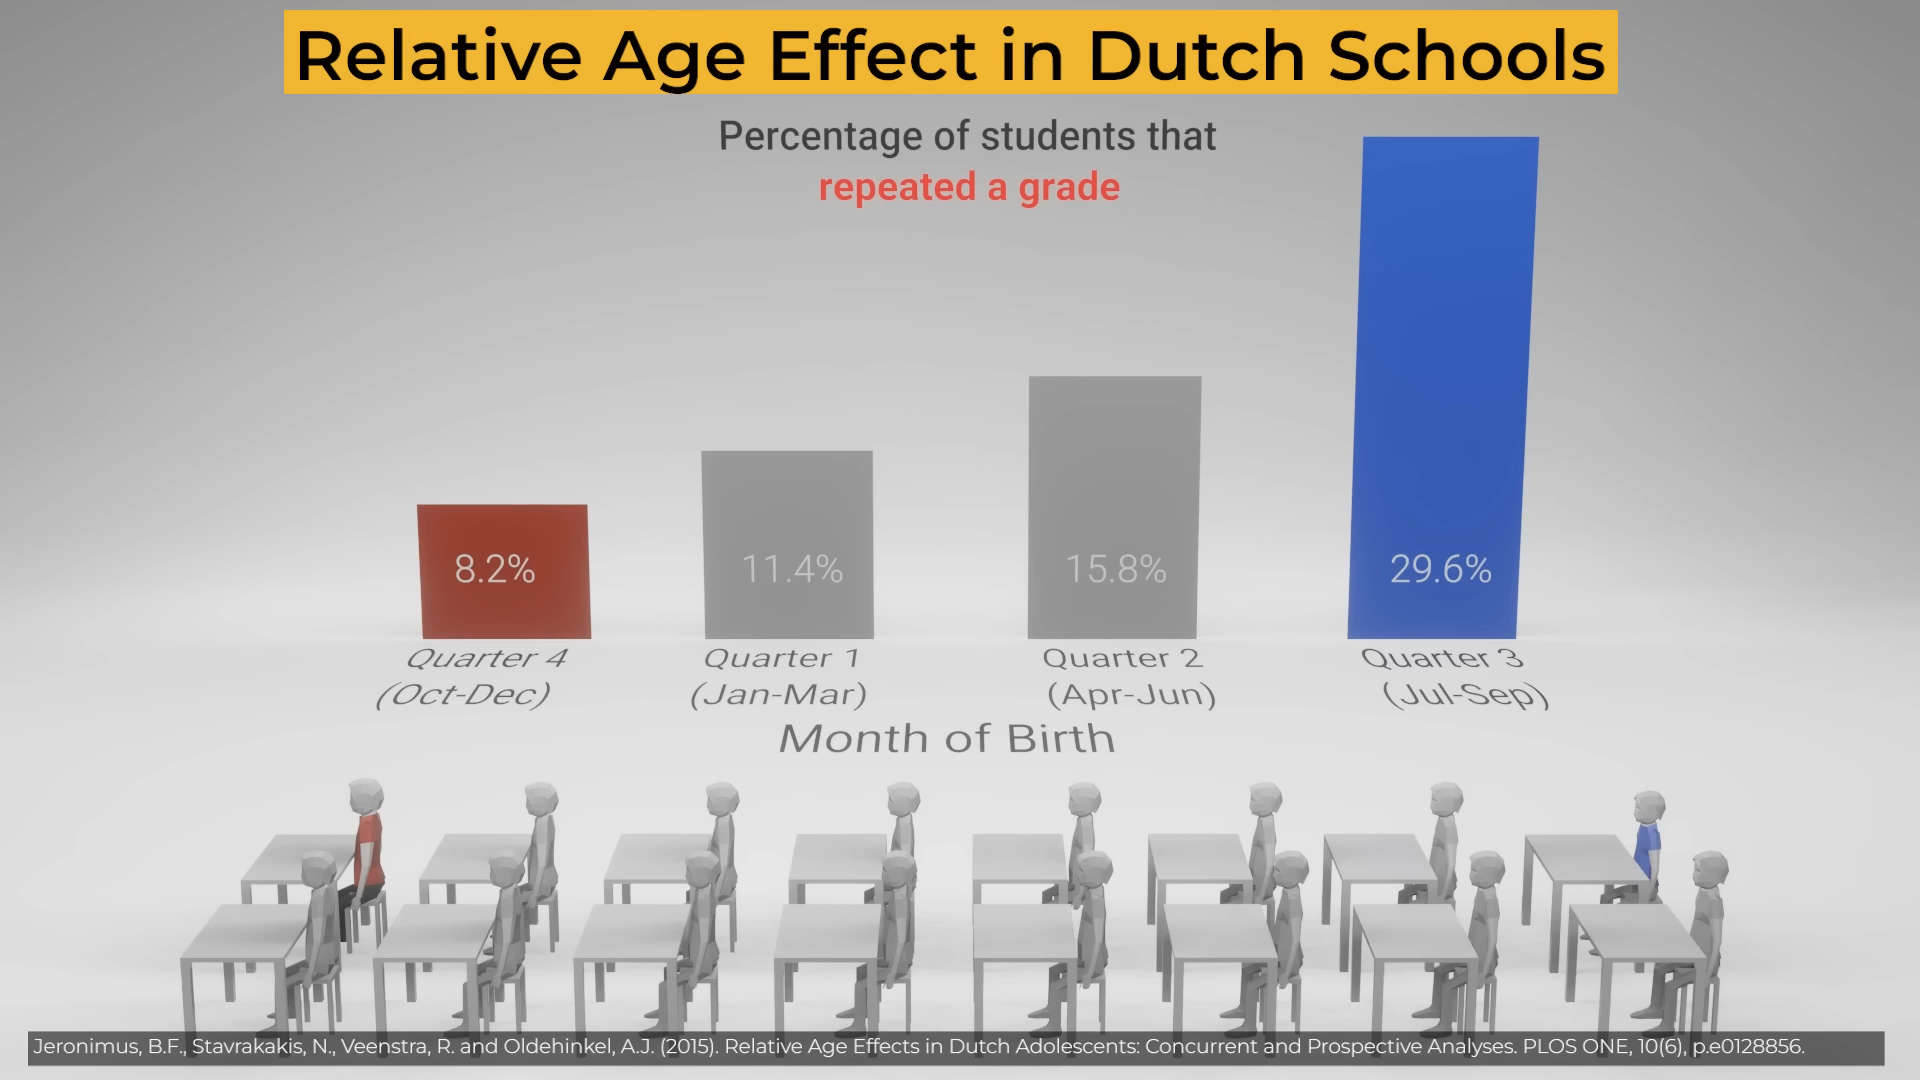 Relative Age Effect in Dutch Schools
Percentage of students that
repeated a grade
8.2%
11.4%
15.8%
29.6%
Quarter 4
(Oct-Dec)
Quarter 1
(Jan-Mar)
Quarter 2
(Apr-Jun)
Quarter 3
(Jul-Sep)
Month of Birth
Jeronimus, B.F., Stavrakakis, N., Veenstra, R. and Oldehinkel, A.J. (2015). Relative Age Effects in Dutch Adolescents: Concurrent and Prospective Analyses. PLOS ONE, 10(6), p.e0128856.